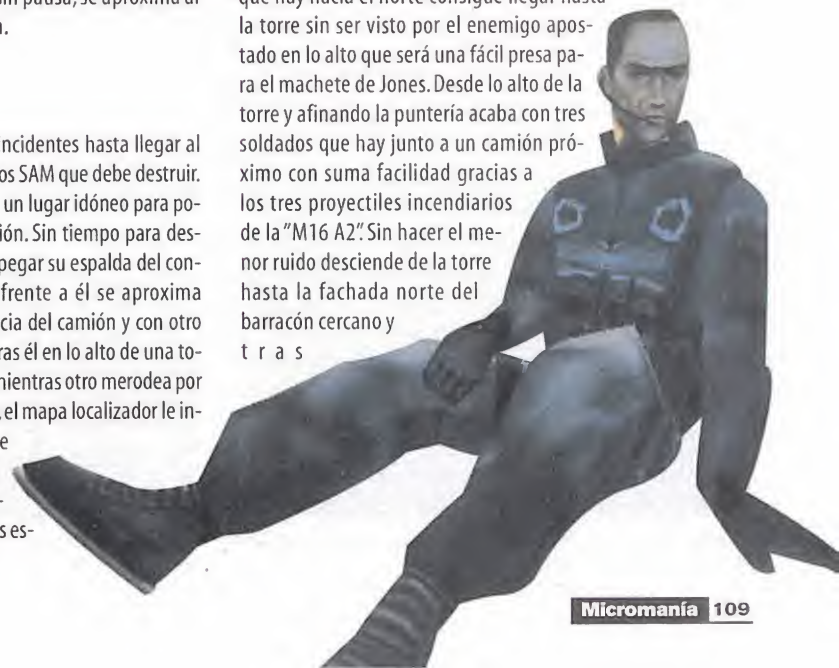 in pausa, se aproxima al
.
ncidentes hasta llegar al
os SAM que debe destruir.
un lugar idóneo para po-
ión. Sin tiempo para des-
pegar su espalda del con-
frente a él se aproxima
cia del camión y con otro
ras él en lo alto de una to-
mientras otro merodea por
, el mapa localizador le in-
e
-
s es-
que hay hacia el norte consigue llegar hasta
la torre sin ser visto por el enemigo apos-
tado en lo alto que será una fácil presa pa-
ra el machete de Jones. Desde lo alto de la
torre y afinando la puntería acaba con tres
soldados que hay junto a un camión pró-
ximo con suma facilidad gracias a
los tres proyectiles incendiarios
de la "M16 A2". Sin hacer el me-
nor ruido desciende de la torre
hasta la fachada norte del
barracón cercano y
t r a s
Micromanía 109